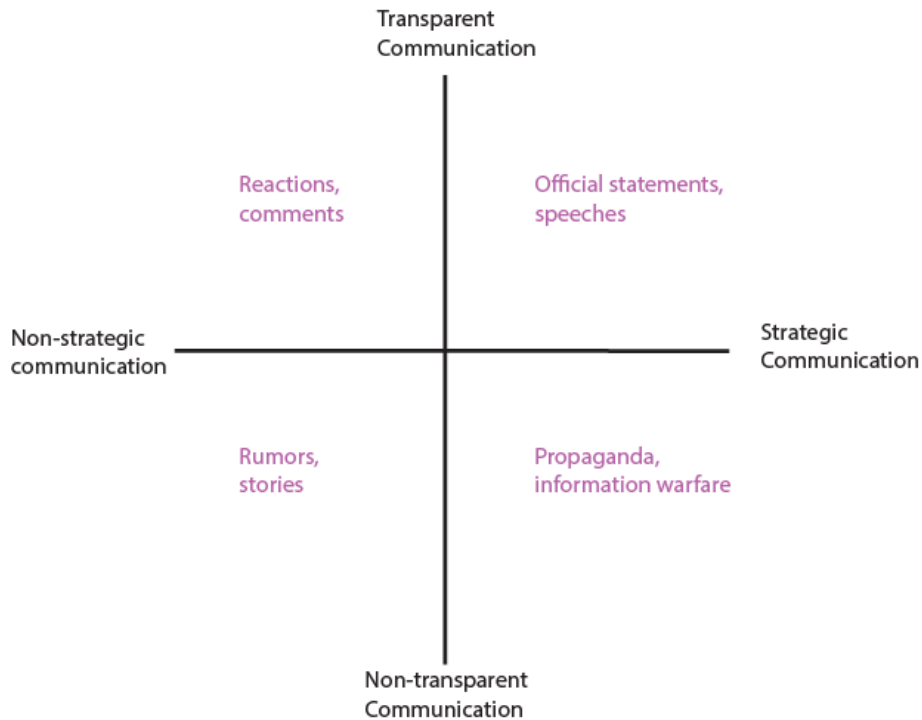 Transparent
Communication
Reactions,
comments
Official statements,
speeches
Non-strategic
communication
Strategic
Communication
Rumors,
stories
Propaganda,
information warfare
Non-transparent
Communication